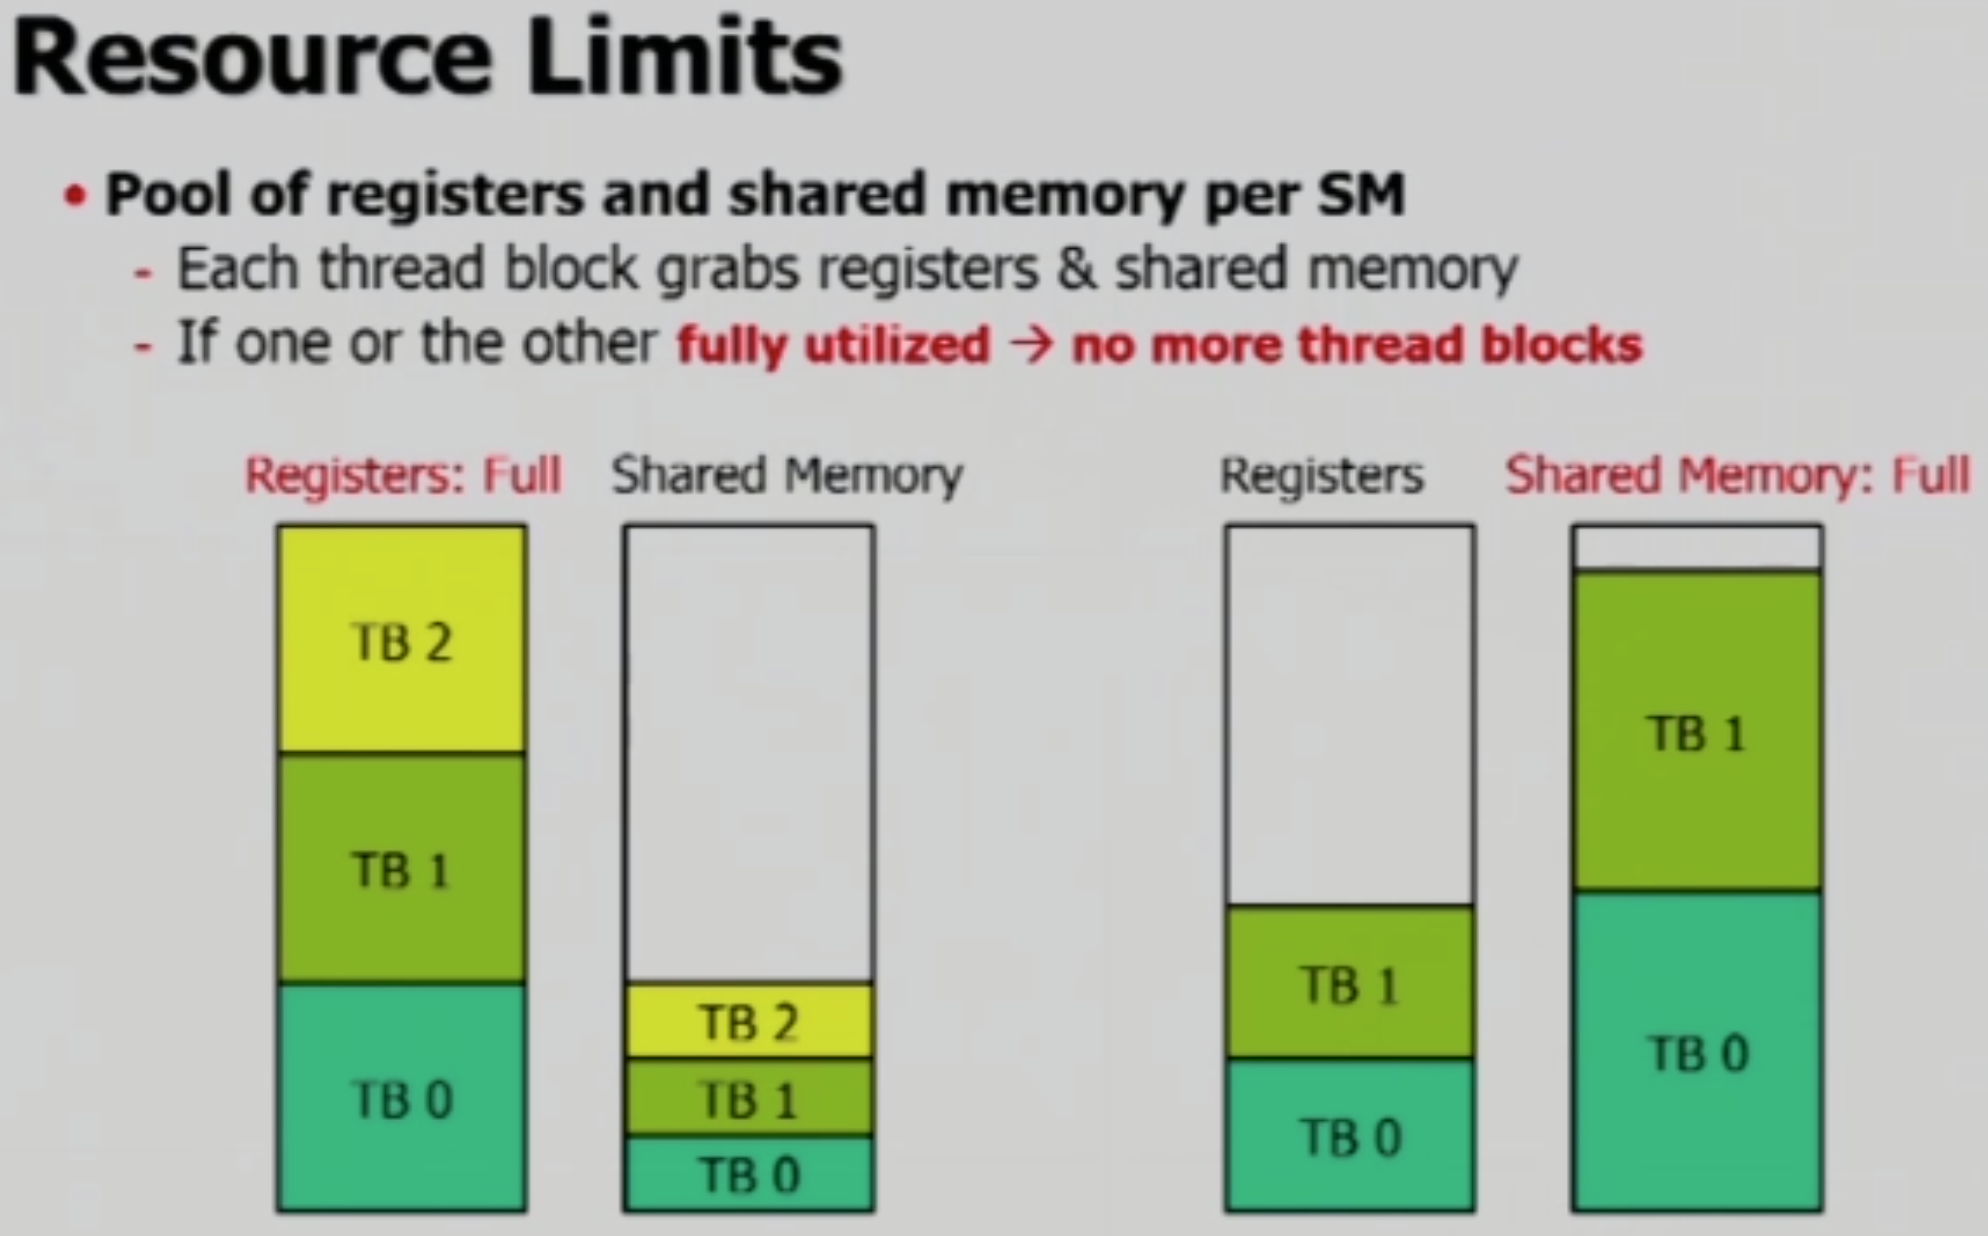 Resource Limits
• Pool of registers and shared memory per SM
- Each thread block grabs registers & shared memory
- If one or the other fully utilized → no more thread blocks
Registers: Full
Shared Memory
Registers
Shared Memory: Full
TB 2
TB 1
TB 0
TB 2
TB 1
TB 0
TB 1
TB 0
TB 1
TB 0